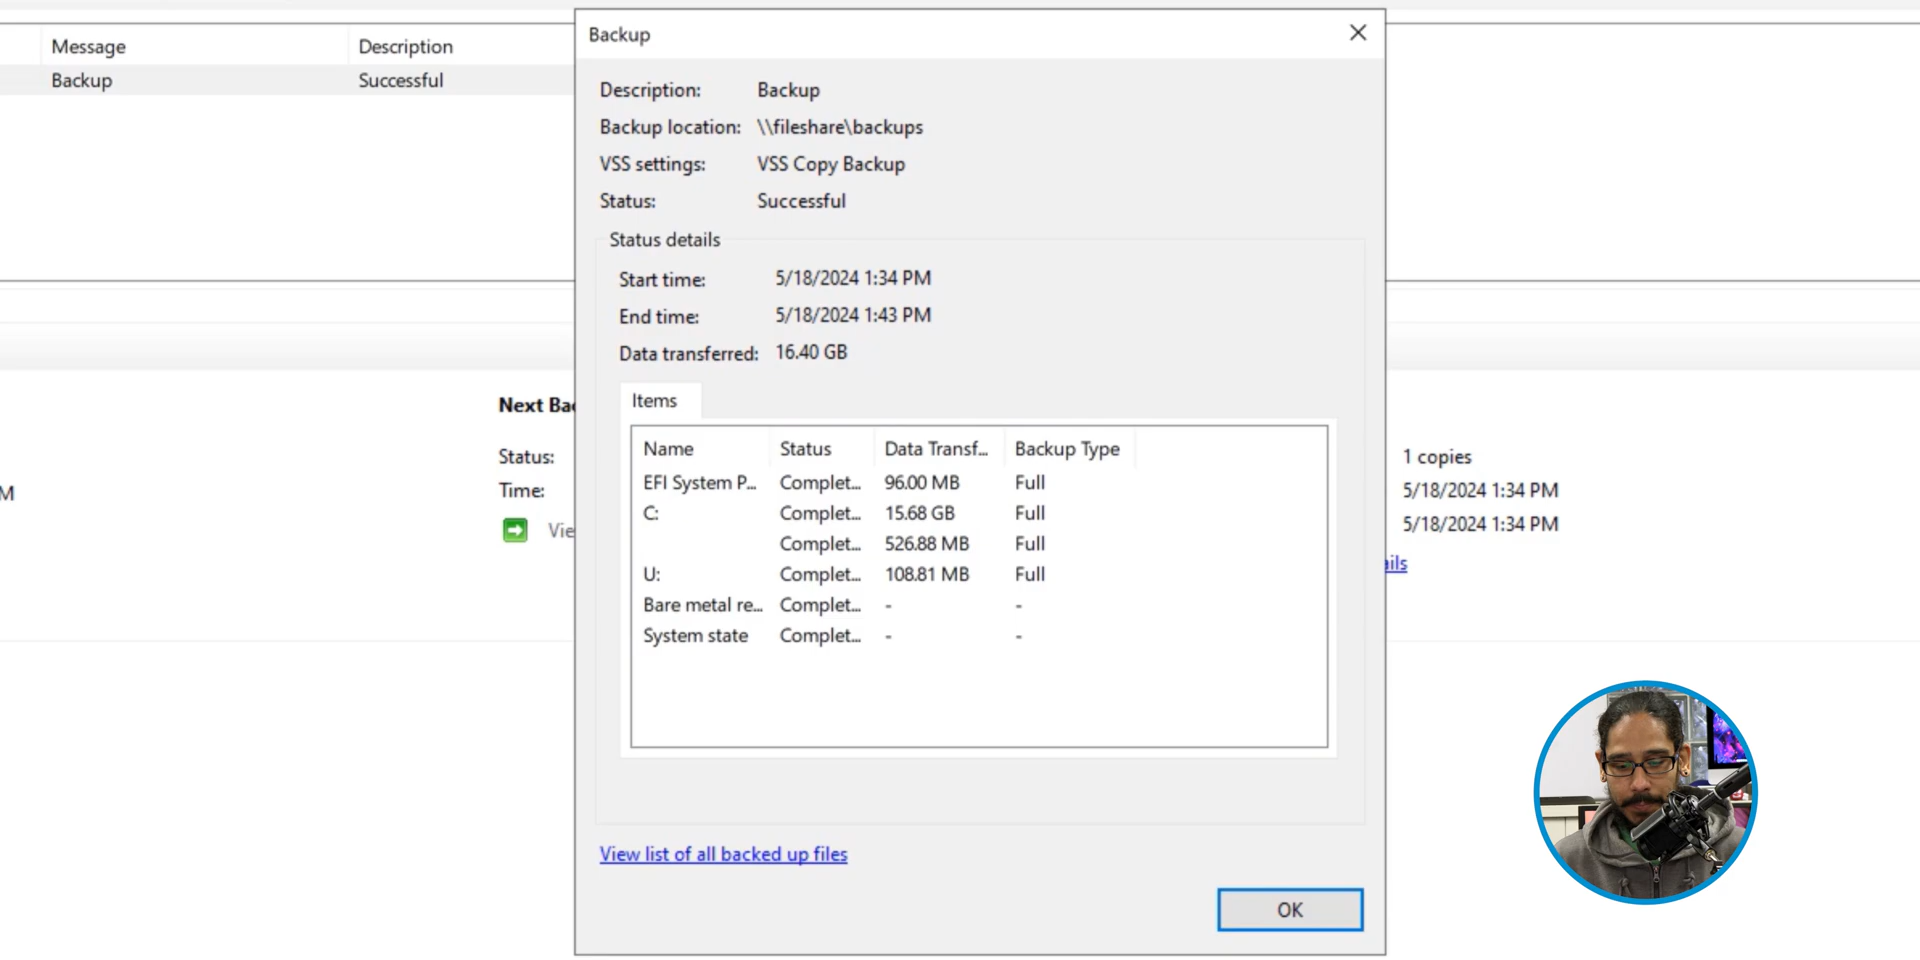 Message Description
Backup Successful
Backup
Description: Backup
Backup location: \\fileshare\backups
VSS settings: VSS Copy Backup
Status: Successful
Status details
Start time: 5/18/2024 1:34 PM
End time: 5/18/2024 1:43 PM
Data transferred: 16.40 GB
Items
Name Status Data Transf... Backup Type
EFI System P... Complet... 96.00 MB Full
C: Complet... 15.68 GB Full
Complet... 526.88 MB Full
U: Complet... 108.81 MB Full
Bare metal re... Complet... - -
System state Complet... - -
View list of all backed up files
OK
M
Next Bac
Status:
Time:
Vie
1 copies
5/18/2024 1:34 PM
5/18/2024 1:34 PM
ails